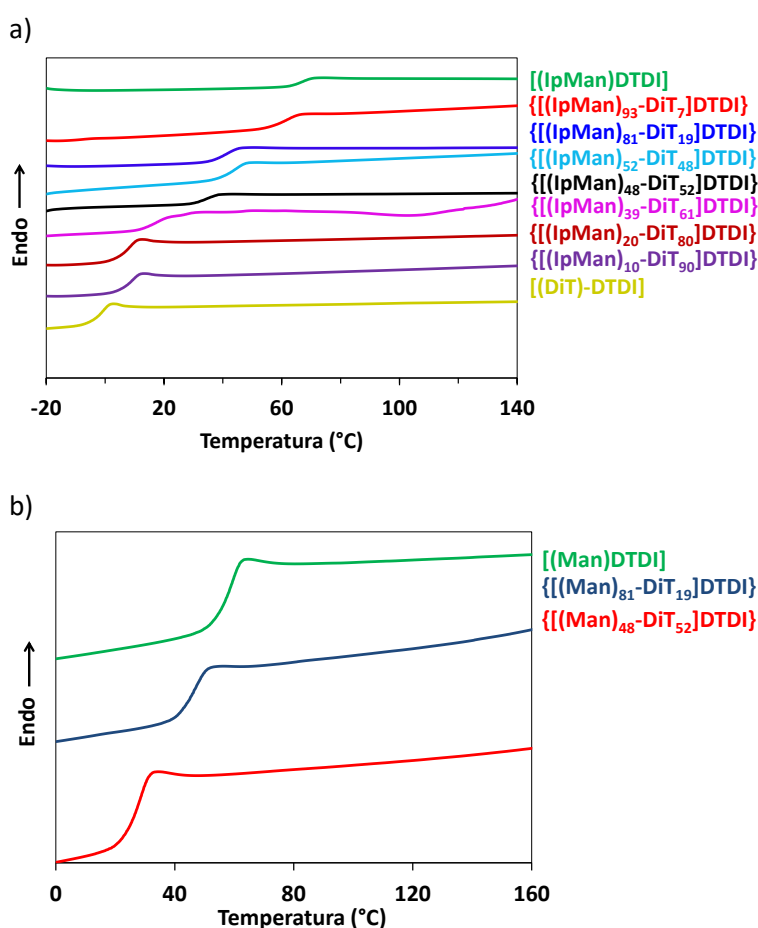 a)
[(IpMan)DTDI]
{[(IpMan)₉₃-DiT₇]DTDI}
{[(IpMan)₈₁-DiT₁₉]DTDI}
{[(IpMan)₅₂-DiT₄₈]DTDI}
{[(IpMan)₄₈-DiT₅₂]DTDI}
{[(IpMan)₃₉-DiT₆₁]DTDI}
{[(IpMan)₂₀-DiT₈₀]DTDI}
{[(IpMan)₁₀-DiT₉₀]DTDI}
[(DiT)-DTDI]
Endo
-20 20 60 100 140
Temperatura (°C)
b)
[(Man)DTDI]
{[(Man)₈₁-DiT₁₉]DTDI}
{[(Man)₄₈-DiT₅₂]DTDI}
Endo
0 40 80 120 160
Temperatura (°C)